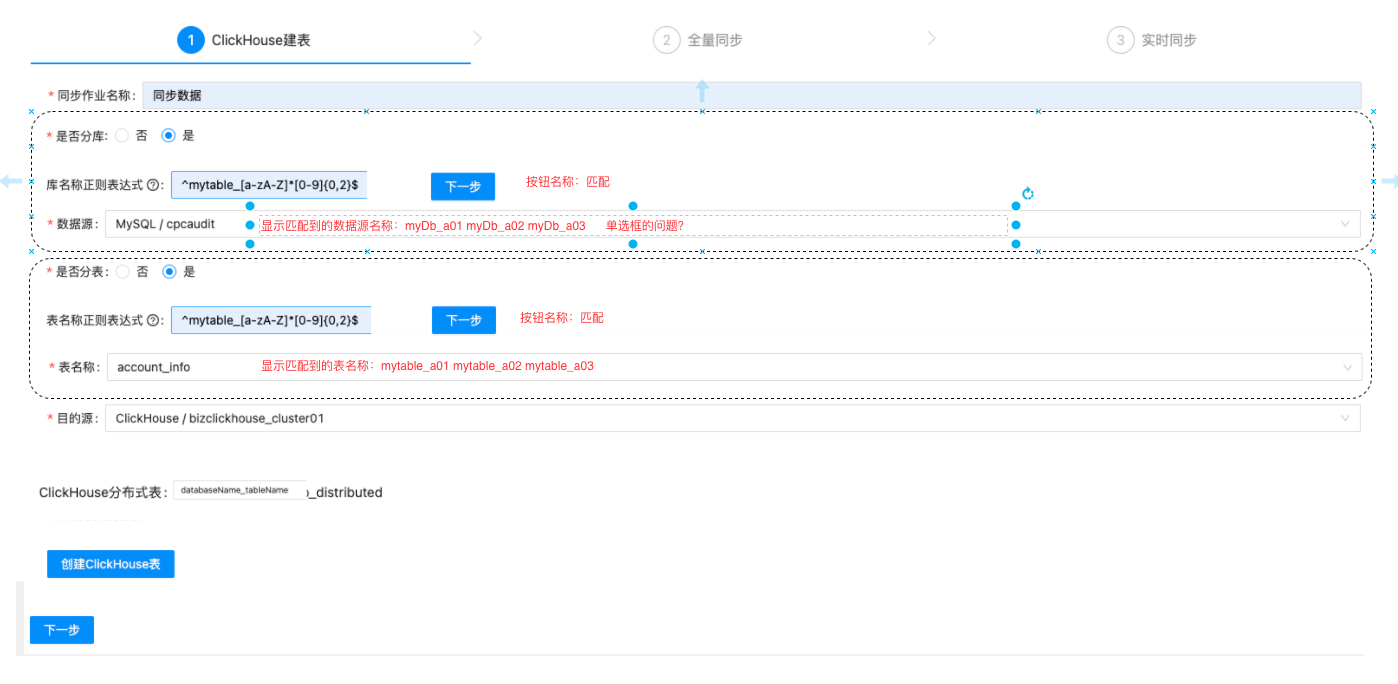 1 ClickHouse建表 2 全量同步 3 实时同步
* 同步作业名称： 同步数据
* 是否分库: 否 是
库名称正则表达式 ?： ^mytable_[a-zA-Z]*[0-9]{0,2}$ 下一步 按钮名称：匹配
* 数据源： MySQL / cpcaudit 显示匹配到的数据源名称：myDb_a01 myDb_a02 myDb_a03 单选框的问题?
* 是否分表： 否 是
表名称正则表达式 ?： ^mytable_[a-zA-Z]*[0-9]{0,2}$ 下一步 按钮名称：匹配
* 表名称： account_info 显示匹配到的表名称：mytable_a01 mytable_a02 mytable_a03
* 目的源： ClickHouse / bizclickhouse_cluster01
ClickHouse分布式表： databaseName_tableName _distributed
创建ClickHouse表
下一步